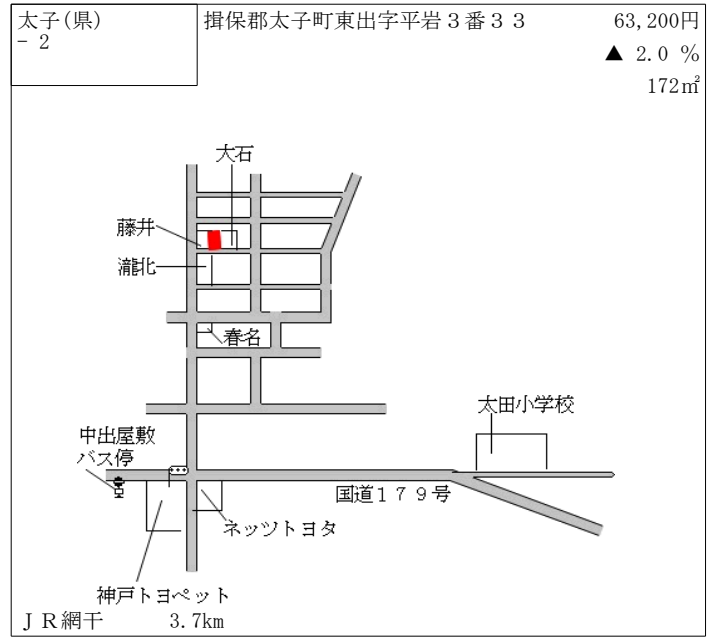 太子(県)
- 2
揖保郡太子町東出字平岩３番３３
63,200円
▲ 2.0 %
172㎡
大石
藤井
瀧北
春名
太田小学校
中出屋敷
バス停
国道１７９号
ネッツトヨタ
神戸トヨペット
ＪＲ網干 3.7km